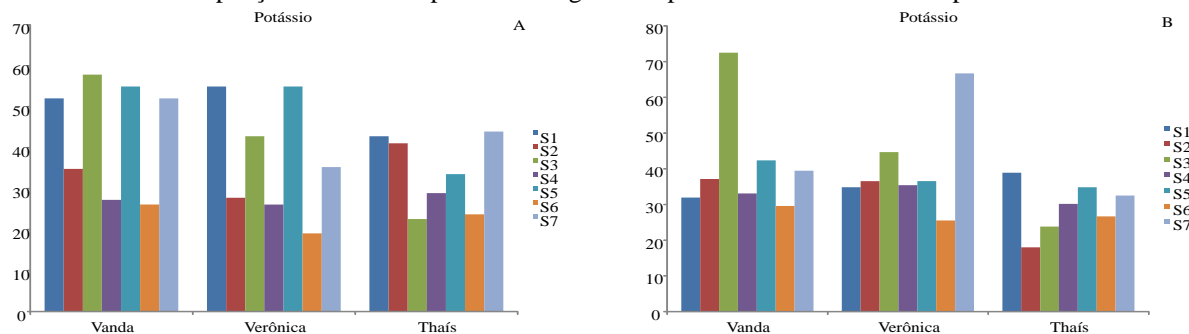 Potássio
A
70
60
50
40
30
20
10
0
Vanda Verônica Thaís
S1
S2
S3
S4
S5
S6
S7
Potássio
B
80
70
60
50
40
30
20
10
0
Vanda Verônica Thaís
S1
S2
S3
S4
S5
S6
S7